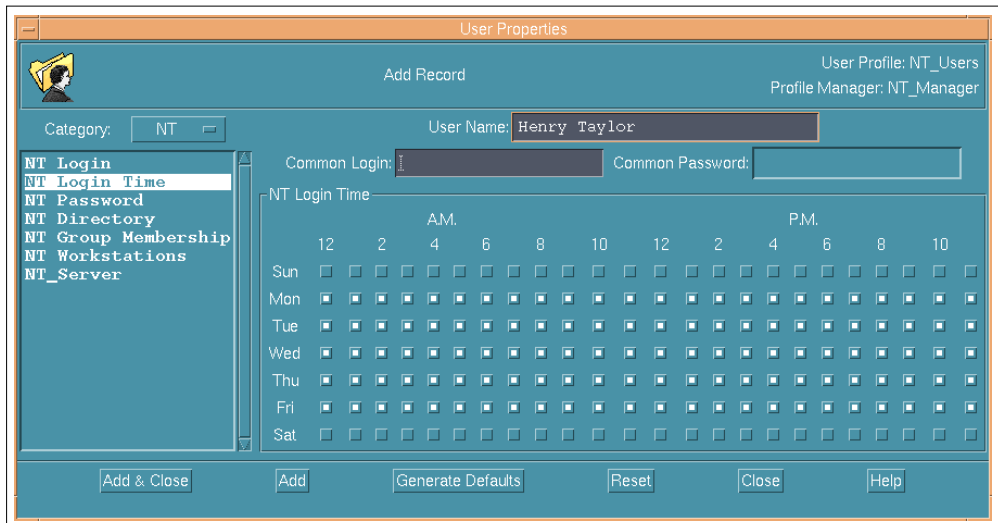 User Properties
Add Record
User Profile: NT_Users
Profile Manager: NT_Manager
Category: NT
User Name: Henry Taylor
Common Login:
Common Password:
NT Login
NT Login Time
NT Password
NT Directory
NT Group Membership
NT Workstations
NT_Server
NT Login Time
A.M. P.M.
12 2 4 6 8 10 12 2 4 6 8 10
Sun
Mon
Tue
Wed
Thu
Fri
Sat
Add & Close Add Generate Defaults Reset Close Help